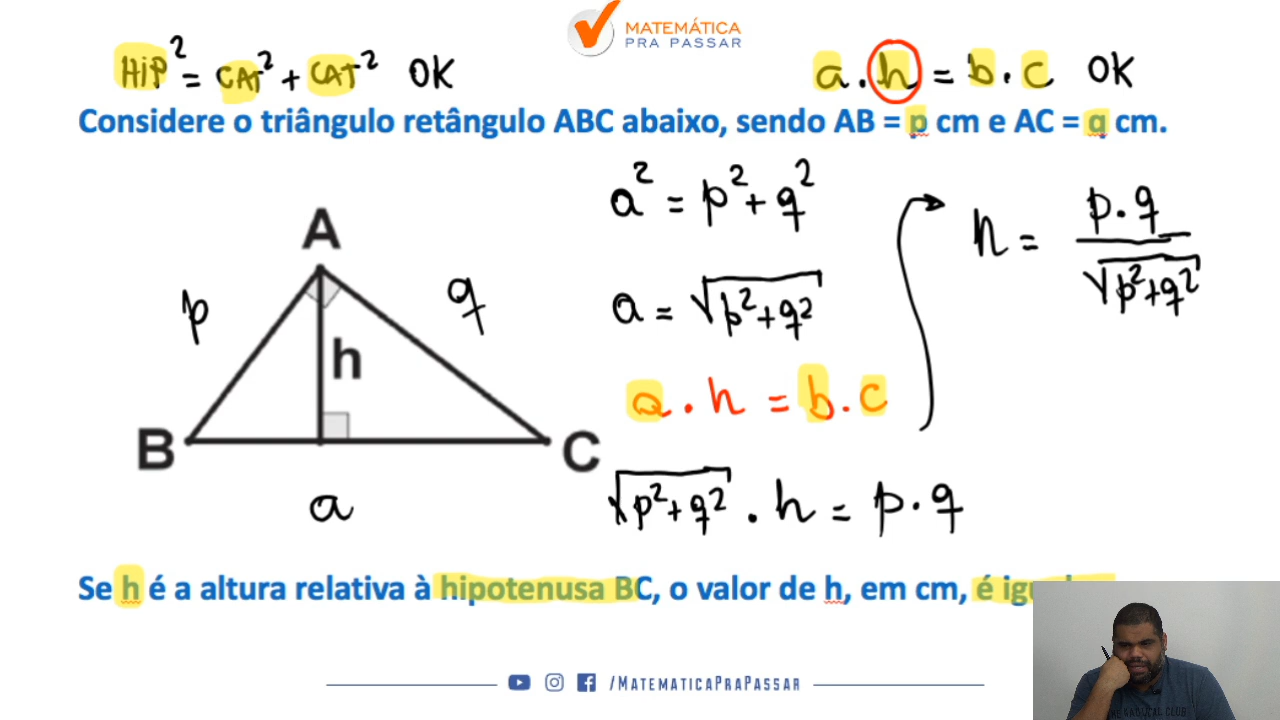 MATEMÁTICA
PRA PASSAR
HIP² = CAT² + CAT² OK
a . h = b . c OK
Considere o triângulo retângulo ABC abaixo, sendo AB = p cm e AC = q cm.
a² = p² + q²
h = p . q / √p²+q²
A
p
q
a = √p²+q²
h
a . h = b . c
B
C
a
√p²+q² . h = p . q
Se h é a altura relativa à hipotenusa BC, o valor de h, em cm, é
/MATEMATICAPRAPASSAR